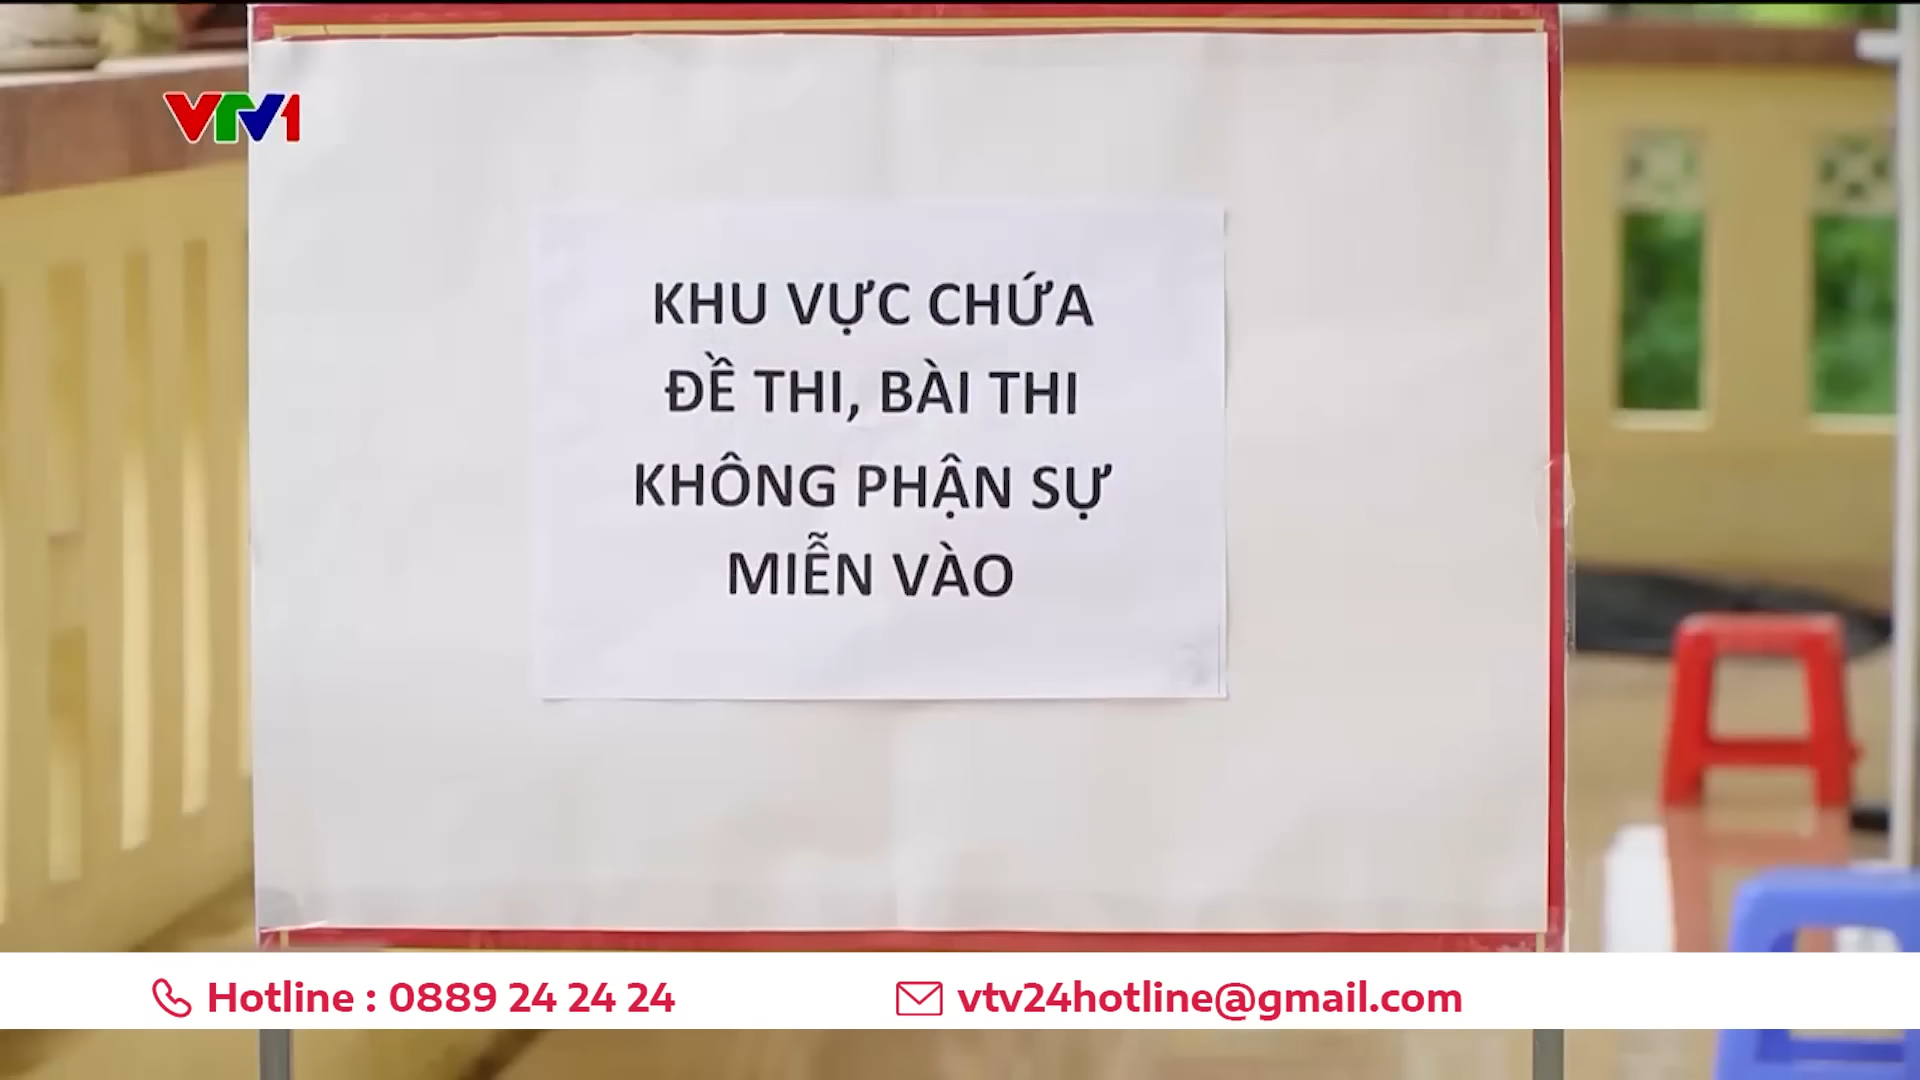 VTV1
KHU VỰC CHỨA
ĐỀ THI, BÀI THI
KHÔNG PHẬN SỰ
MIỄN VÀO
Hotline : 0889 24 24 24
vtv24hotline@gmail.com